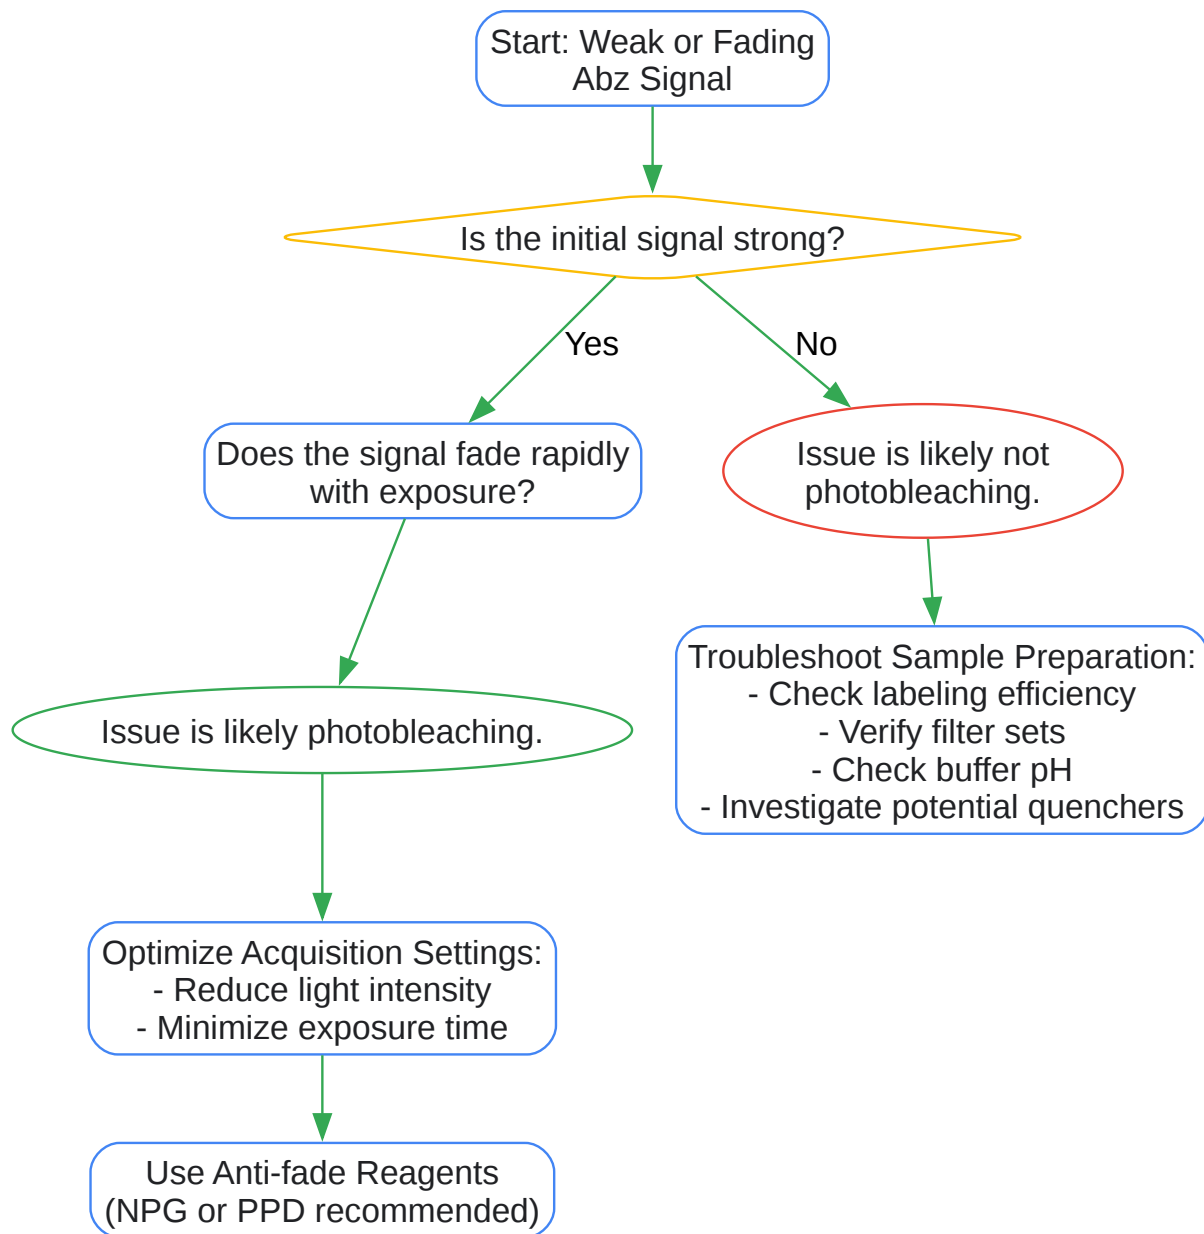 Start: Weak or Fading
Abz Signal
Is the initial signal strong?
Yes
No
Does the signal fade rapidly
with exposure?
Issue is likely not
photobleaching.
Troubleshoot Sample Preparation:
- Check labeling efficiency
- Verify filter sets
- Check buffer pH
- Investigate potential quenchers
Issue is likely photobleaching.
Optimize Acquisition Settings:
- Reduce light intensity
- Minimize exposure time
Use Anti-fade Reagents
(NPG or PPD recommended)